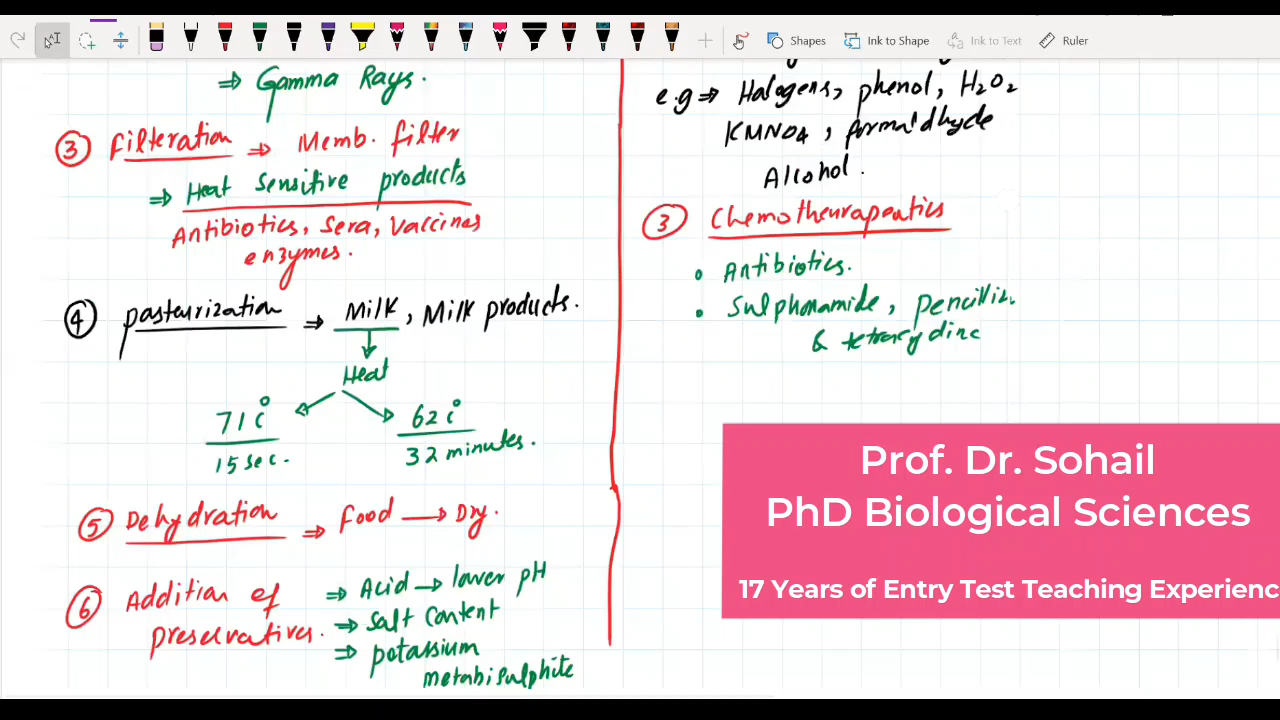 Shapes
Ink to Shape
Ink to Text
Ruler
⇒ Gamma Rays.
③ Filteration ⇒ Memb. filter
⇒ Heat Sensitive products
Antibiotics, Sera, Vaccines
enzymes.
④ pasteurization ⇒ Milk, Milk products.
Heat
71 C°
15 sec.
62 C°
32 minutes.
⑤ Dehydration ⇒ Food → Dry.
⑥ Addition of
preservatives.
⇒ Acid → lower pH
⇒ Salt Content
⇒ potassium
metabisulphite
e.g ⇒ Halogens, phenol, H2O2
KMNO4, formaldhyde
Alcohol.
③ Chemotheurapeatics
• Antibiotics.
• Sulphonamide, pencillin.
& tetracycline
Prof. Dr. Sohail
PhD Biological Sciences
17 Years of Entry Test Teaching Experienc